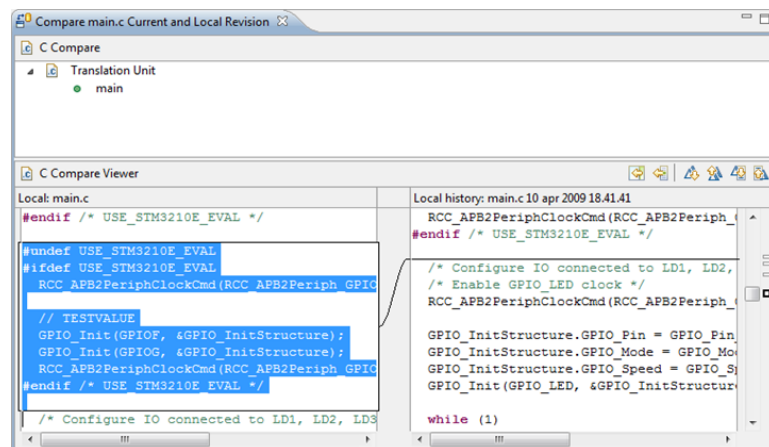 Compare main.c Current and Local Revision
C Compare
Translation Unit
main
C Compare Viewer
Local: main.c
#endif /* USE_STM3210E_EVAL */
#undef USE_STM3210E_EVAL
#ifdef USE_STM3210E_EVAL
RCC_APB2PeriphClockCmd(RCC_APB2Periph_GPIO
// TESTVALUE
GPIO_Init(GPIOF, &GPIO_InitStructure);
GPIO_Init(GPIOG, &GPIO_InitStructure);
RCC_APB2PeriphClockCmd(RCC_APB2Periph_GPIO
#endif /* USE_STM3210E_EVAL */
/* Configure IO connected to LD1, LD2, LD3
Local history: main.c 10 apr 2009 18.41.41
RCC_APB2PeriphClockCmd(RCC_APB2Periph_
#endif /* USE_STM3210E_EVAL */
/* Configure IO connected to LD1, LD2,
/* Enable GPIO_LED clock */
RCC_APB2PeriphClockCmd(RCC_APB2Periph_
GPIO_InitStructure.GPIO_Pin = GPIO_Pin_
GPIO_InitStructure.GPIO_Mode = GPIO_Mo
GPIO_InitStructure.GPIO_Speed = GPIO_Sp
GPIO_Init(GPIO_LED, &GPIO_InitStructur
while (1)